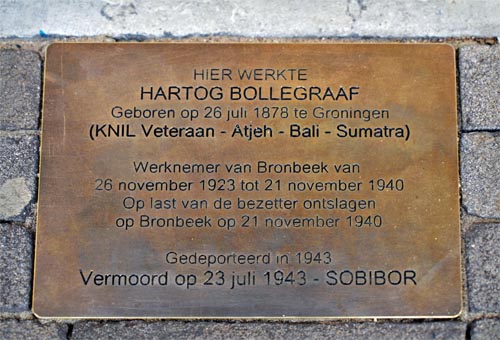 HIER WERKTE
HARTOG BOLLEGRAAF
Geboren op 26 juli 1878 te Groningen
(KNIL Veteraan - Atjeh - Bali - Sumatra)
Werknemer van Bronbeek van
26 november 1923 tot 21 november 1940
Op last van de bezetter ontslagen
op Bronbeek op 21 november 1940
Gedeporteerd in 1943
Vermoord op 23 juli 1943 - SOBIBOR